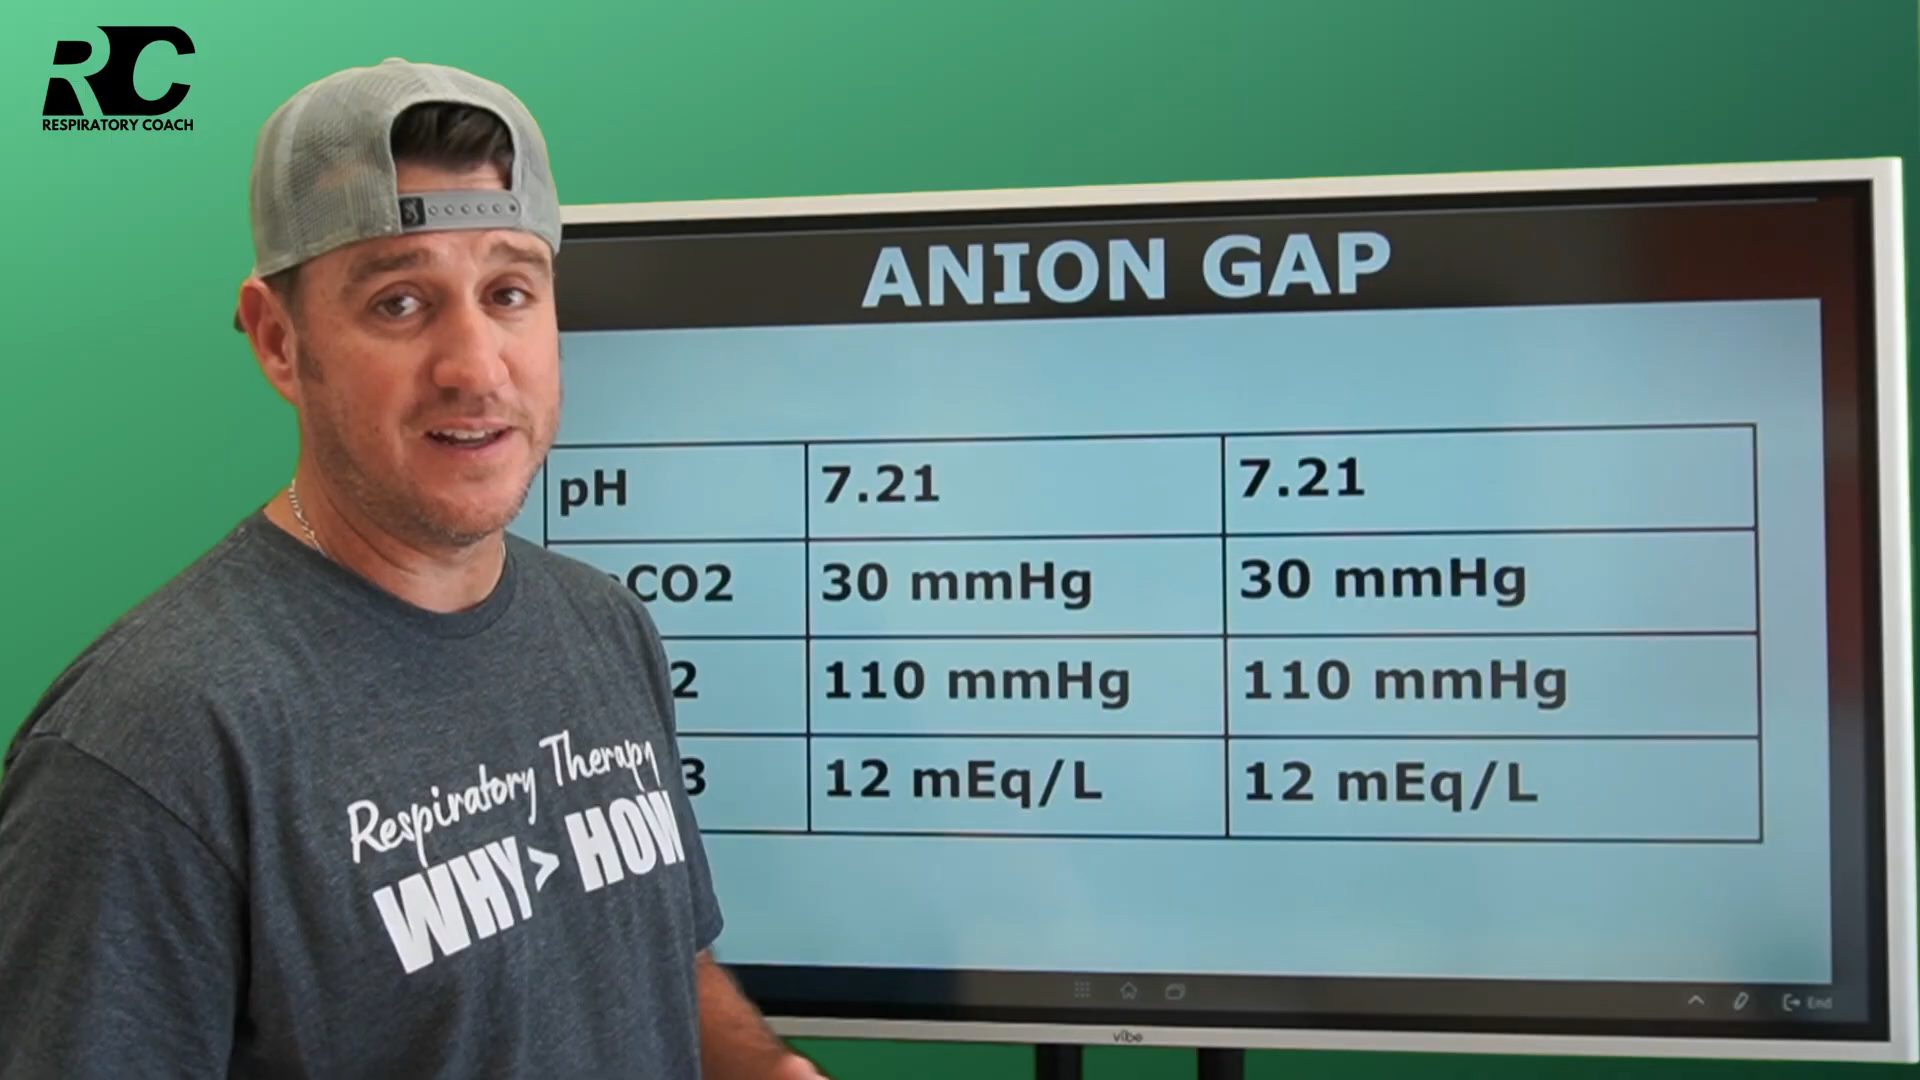 RC
RESPIRATORY COACH
ANION GAP
pH 7.21 7.21
CO2 30 mmHg 30 mmHg
2 110 mmHg 110 mmHg
3 12 mEq/L 12 mEq/L
Respiratory Therapy
WHY> HOW
End
vibe